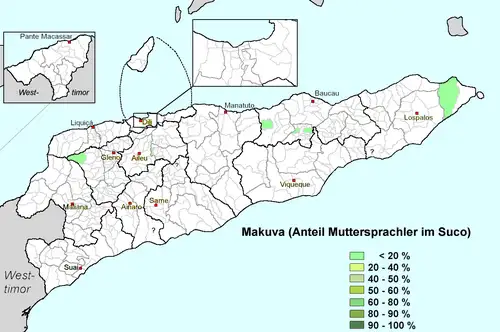 Pante Macassar
West-
timor
Manatuto
Baucau
Dili
Liquiçá
Lospalos
Gleno
Aileu
?
Viqueque
Maliana
Ainaro
Same
?
Makuva (Anteil Muttersprachler im Suco)
Suai
West-
timor
< 20 %
20 - 40 %
40 - 50 %
50 - 60 %
60 - 80 %
80 - 90 %
90 - 100 %